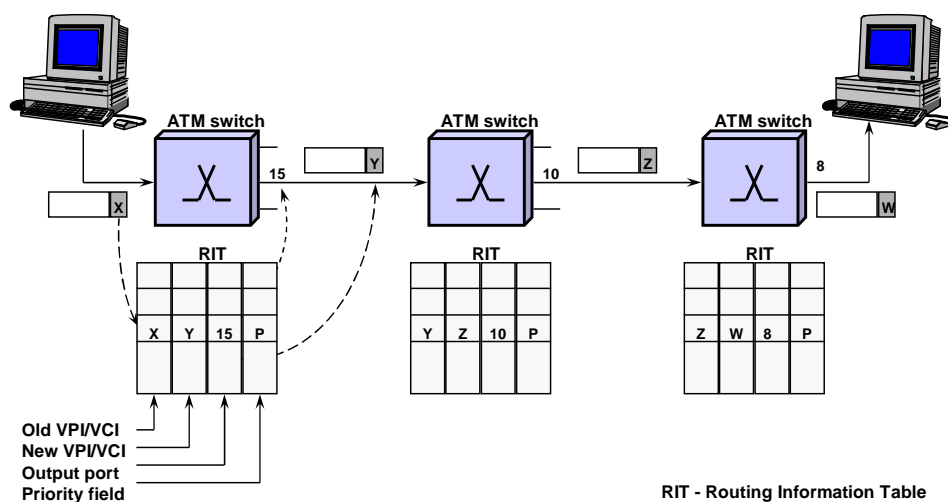 ATM switch
ATM switch
ATM switch
15
Y
10
Z
8
X
W
RIT
RIT
RIT
X Y 15 P
Y Z 10 P
Z W 8 P
Old VPI/VCI
New VPI/VCI
Output port
Priority field
RIT - Routing Information Table